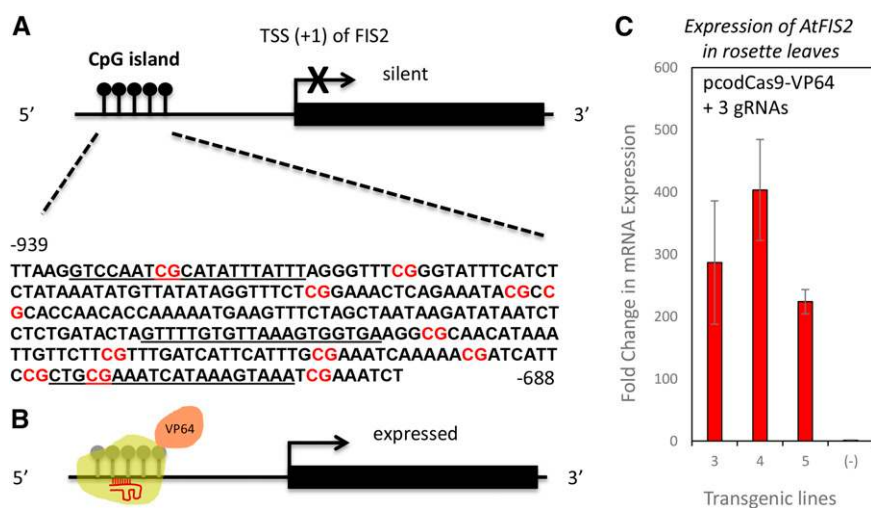 A
TSS (+1) of FIS2
CpG island
silent
5′
3′
-939
TTAAGGTCCAATCGCATATTTATTTAGGGTTTCGGGTATTTCATCT
CTATAAATATGTTATATAGGTTTCTCGGAAACTCAGAAATACGCC
GCACCAACACCAAAAATGAAGTTTCTAGCTAATAAGATATAATCT
CTCTGATACTAGTTTTGTGTTAAAGTGGTGAAGGCGCAACATAAA
TTGTTCTTCGTTTGATCATTCATTTGCGAAATCAAAAACGATCATT
CCGCTGCGAAATCATAAAGTAAATCGAAATCT
-688
B
VP64
expressed
5′
3′
C
Expression of AtFIS2
in rosette leaves
pcodCas9-VP64
+ 3 gRNAs
Fold Change in mRNA Expression
600
500
400
300
200
100
0
3 4 5 (-)
Transgenic lines